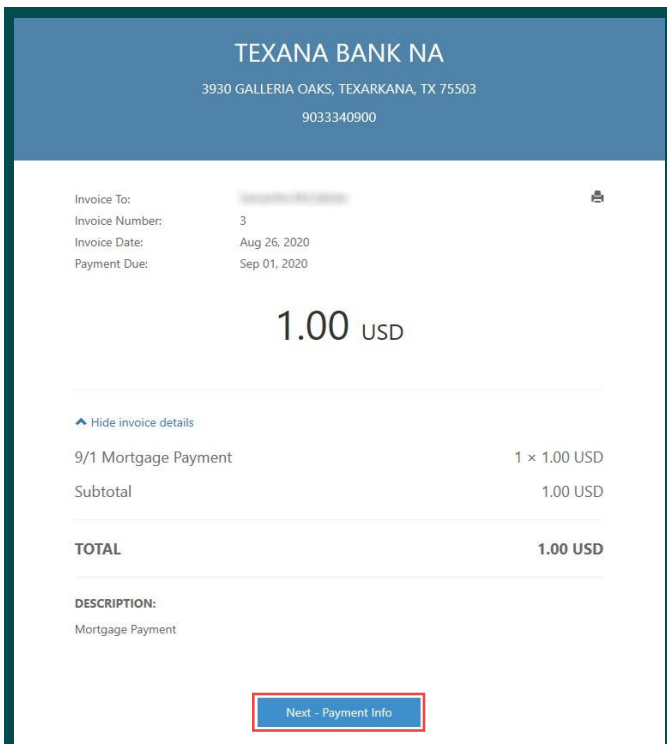 TEXANA BANK NA
3930 GALLERIA OAKS, TEXARKANA, TX 75503
9033340900
Invoice To:
Invoice Number: 3
Invoice Date: Aug 26, 2020
Payment Due: Sep 01, 2020
1.00 USD
Hide invoice details
9/1 Mortgage Payment 1 × 1.00 USD
Subtotal 1.00 USD
TOTAL 1.00 USD
DESCRIPTION:
Mortgage Payment
Next - Payment Info